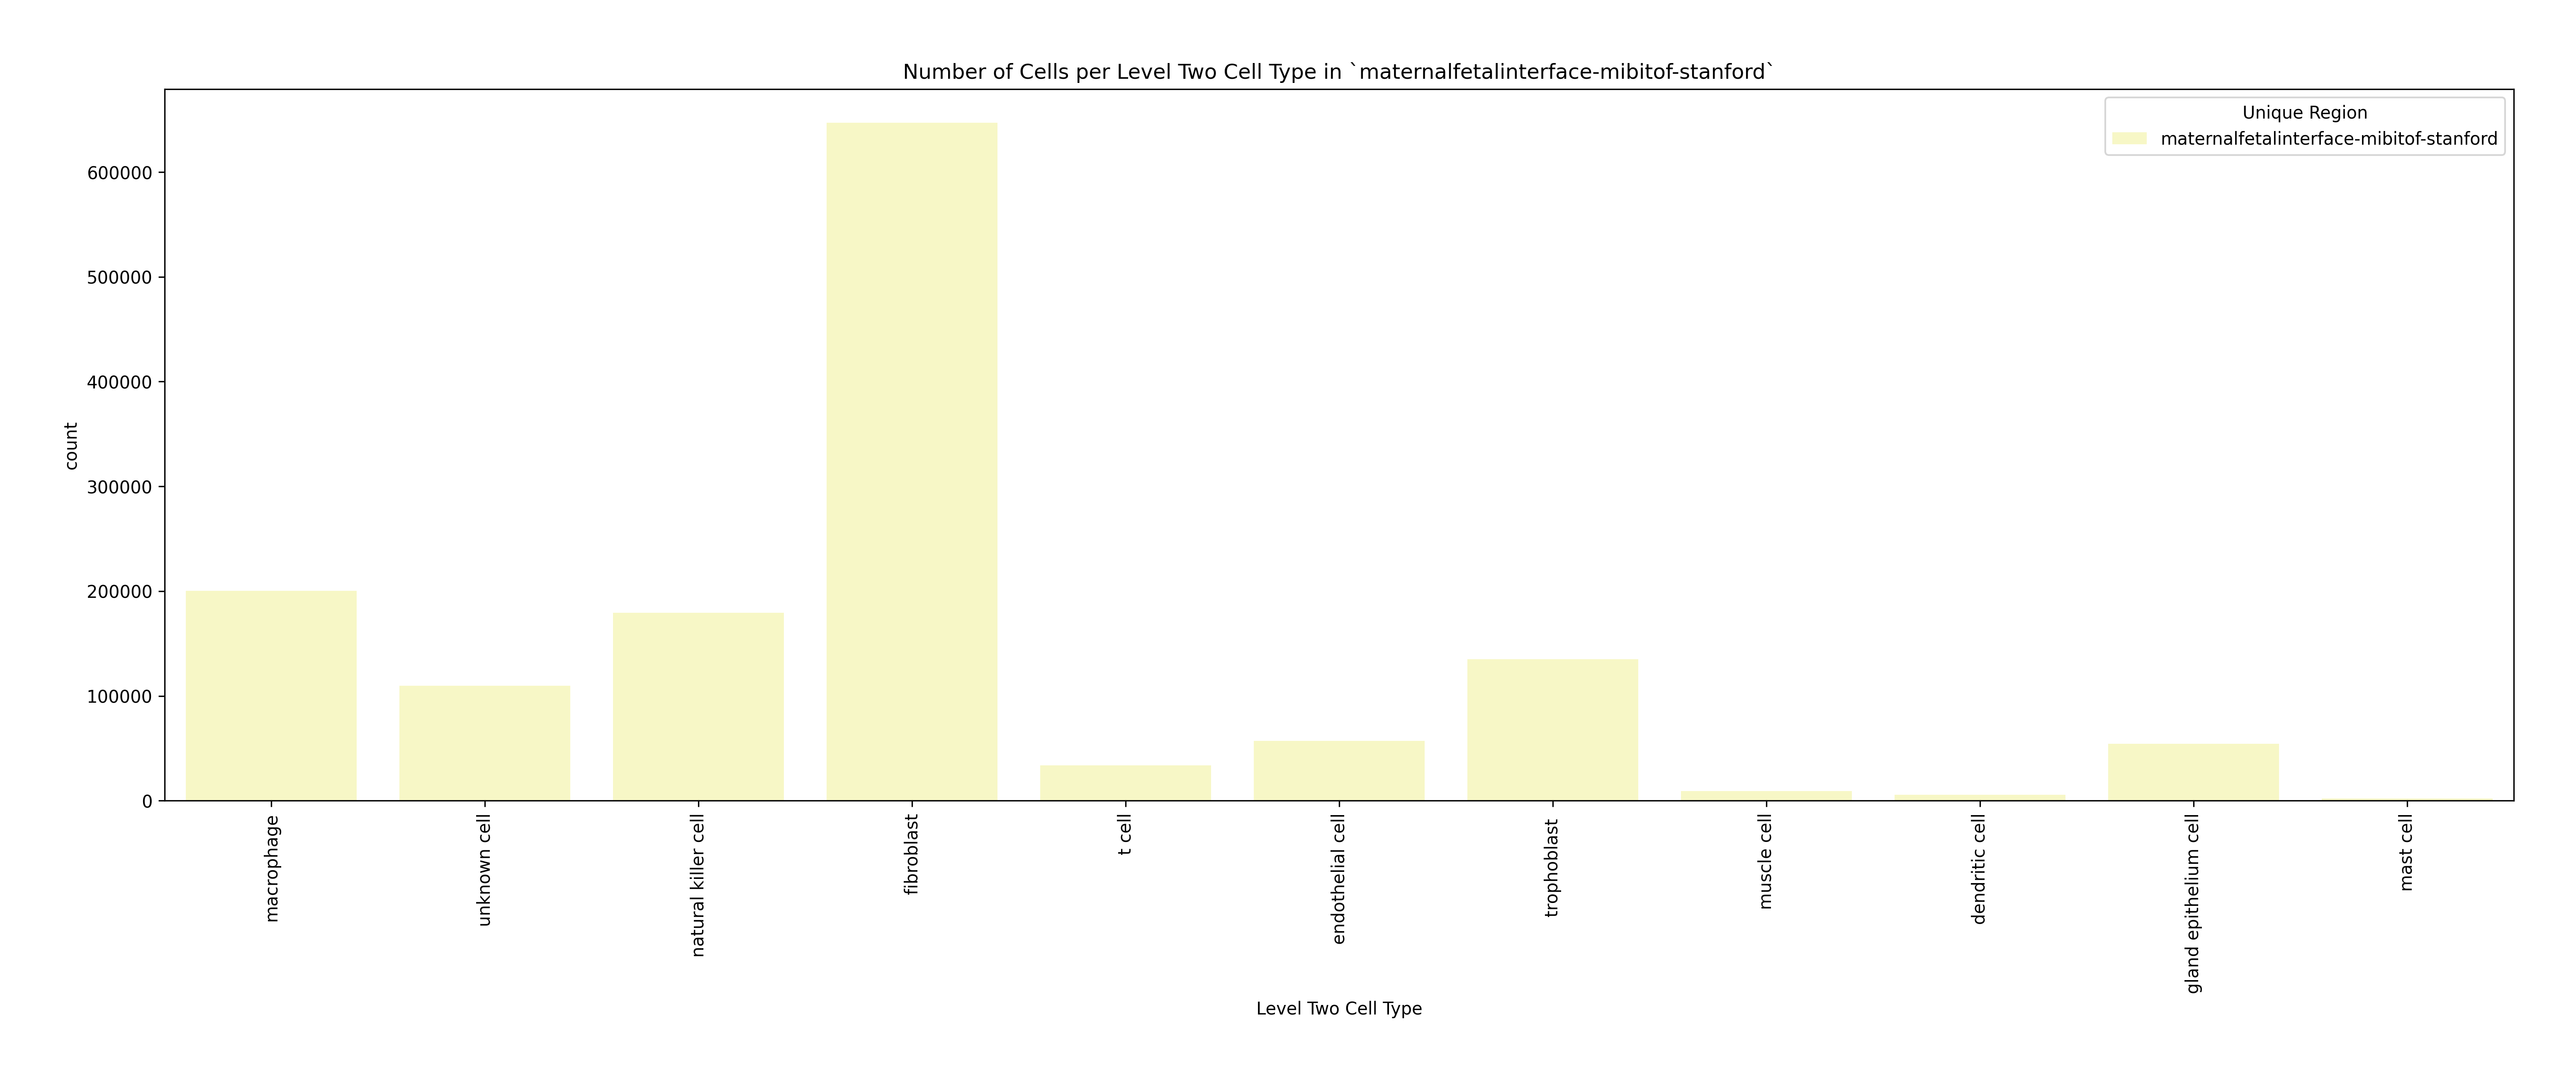 Number of Cells per Level Two Cell Type in `maternalfetalinterface-mibitof-stanford`
Unique Region
maternalfetalinterface-mibitof-stanford
count
600000
500000
400000
300000
200000
100000
0
macrophage
unknown cell
natural killer cell
fibroblast
t cell
endothelial cell
trophoblast
muscle cell
dendritic cell
gland epithelium cell
mast cell
Level Two Cell Type